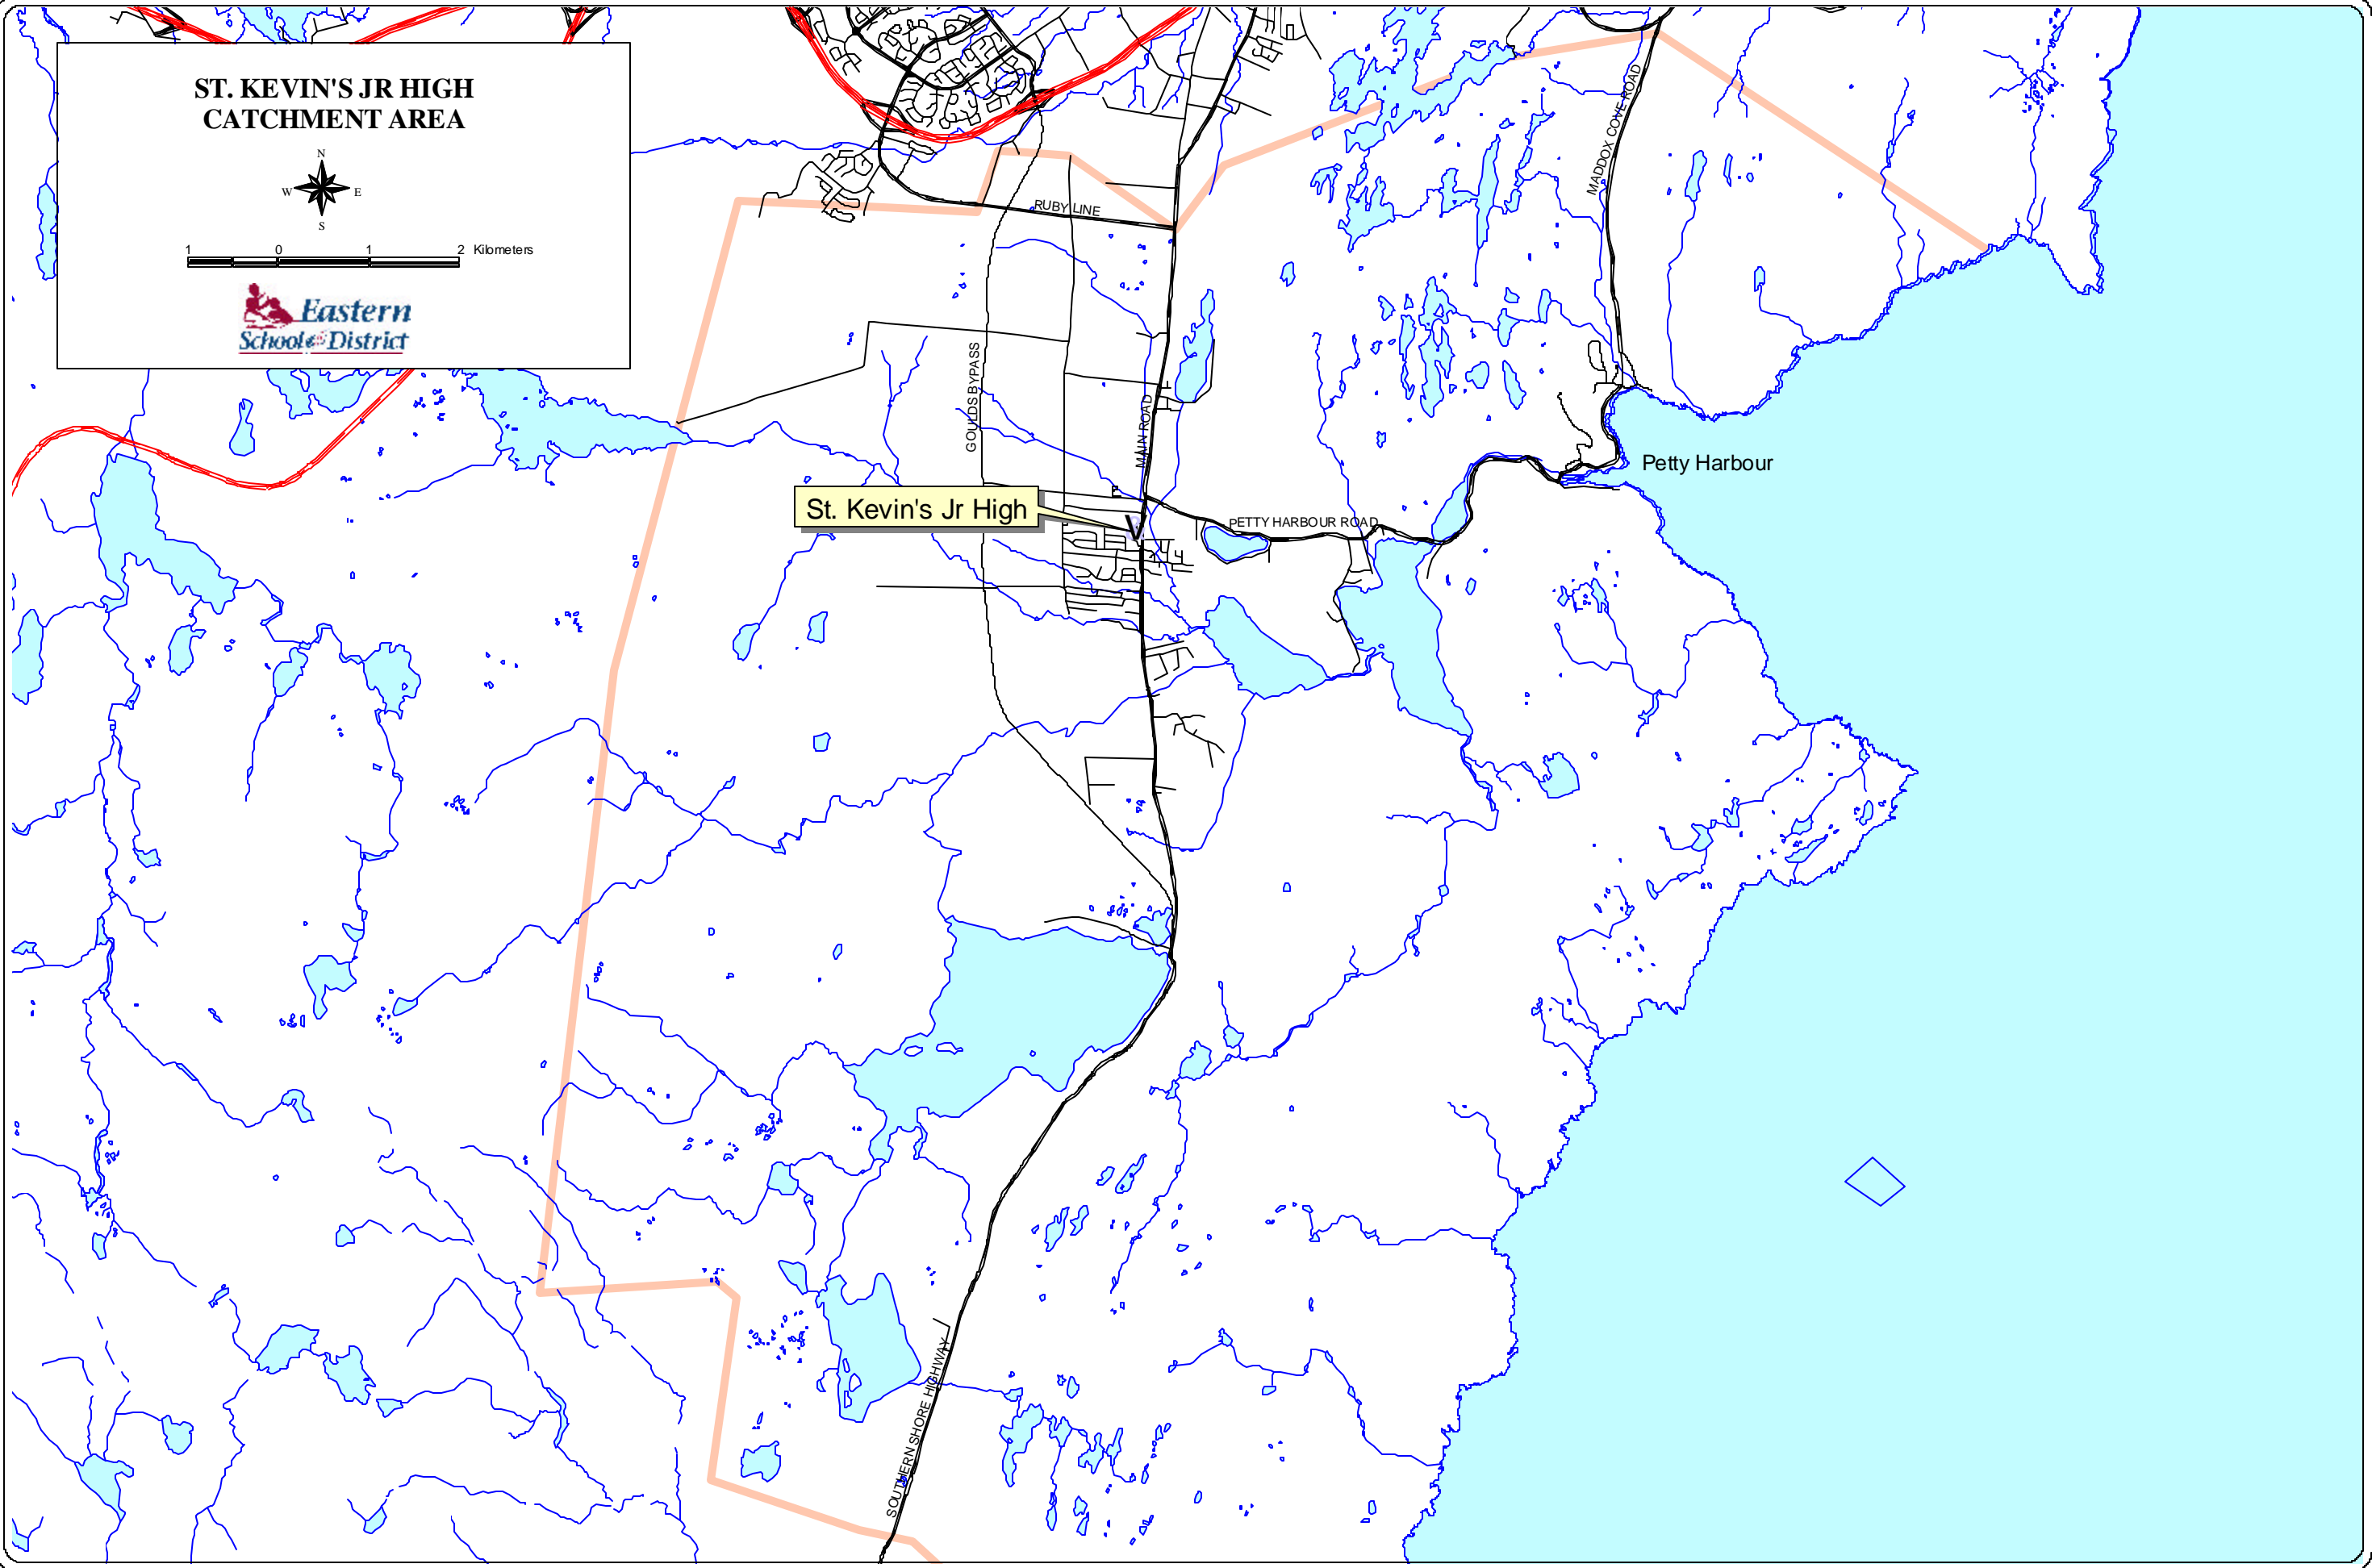 ST. KEVIN'S JR HIGH
CATCHMENT AREA
N
W E
S
1 0 1 2 Kilometers
Eastern
School District
RUBY LINE
MADDOX COVE ROAD
GOULDS BYPASS
MAIN ROAD
Petty Harbour
St. Kevin's Jr High
PETTY HARBOUR ROAD
SOUTHERN SHORE HIGHWAY